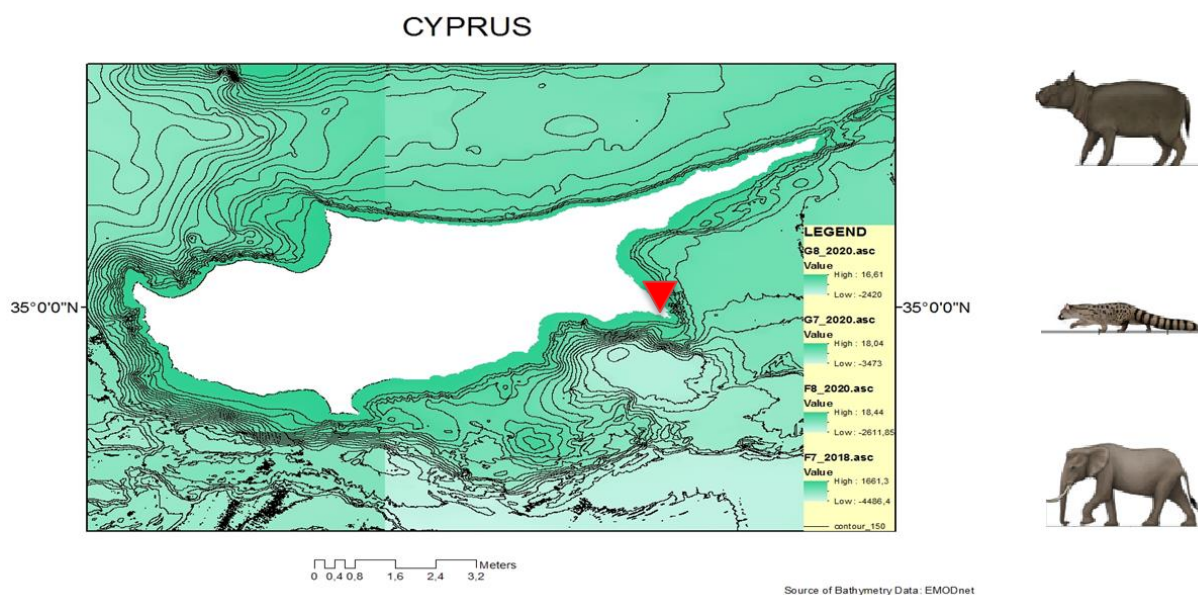 CYPRUS
35°0'0"N
35°0'0"N
LEGEND
G8_2020.asc
Value
High : 16,61
Low : -2420
G7_2020.asc
Value
High : 18,04
Low : -3473
F8_2020.asc
Value
High : 18,44
Low : -2611,85
F7_2018.asc
Value
High : 1661,3
Low : -4486,4
contour_150
Meters
0 0,4 0,8 1,6 2,4 3,2
Source of Bathymetry Data: EMODnet